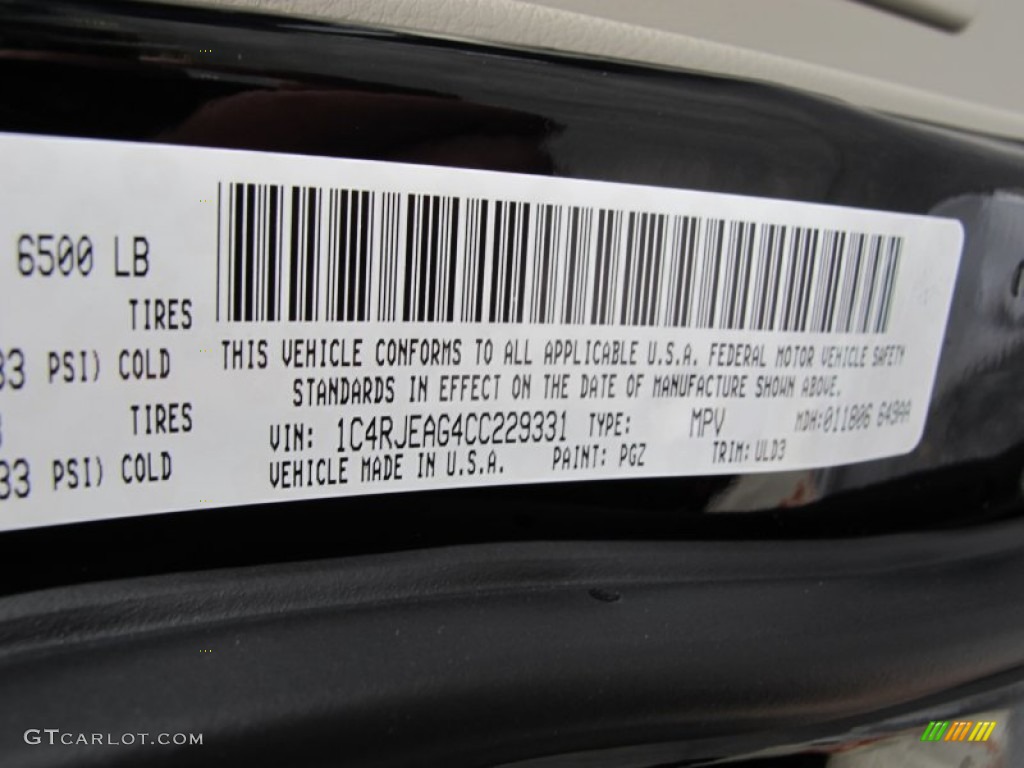 6500 LB
TIRES
33 PSI) COLD
TIRES
33 PSI) COLD
THIS VEHICLE CONFORMS TO ALL APPLICABLE U.S.A. FEDERAL MOTOR VEHICLE SAFETY
STANDARDS IN EFFECT ON THE DATE OF MANUFACTURE SHOWN ABOVE.
VIN: 1C4RJEAG4CC229331 TYPE: MPV MDH:011806 643AA
VEHICLE MADE IN U.S.A. PAINT: PGZ TRIM: ULD3
GTCARLOT.COM